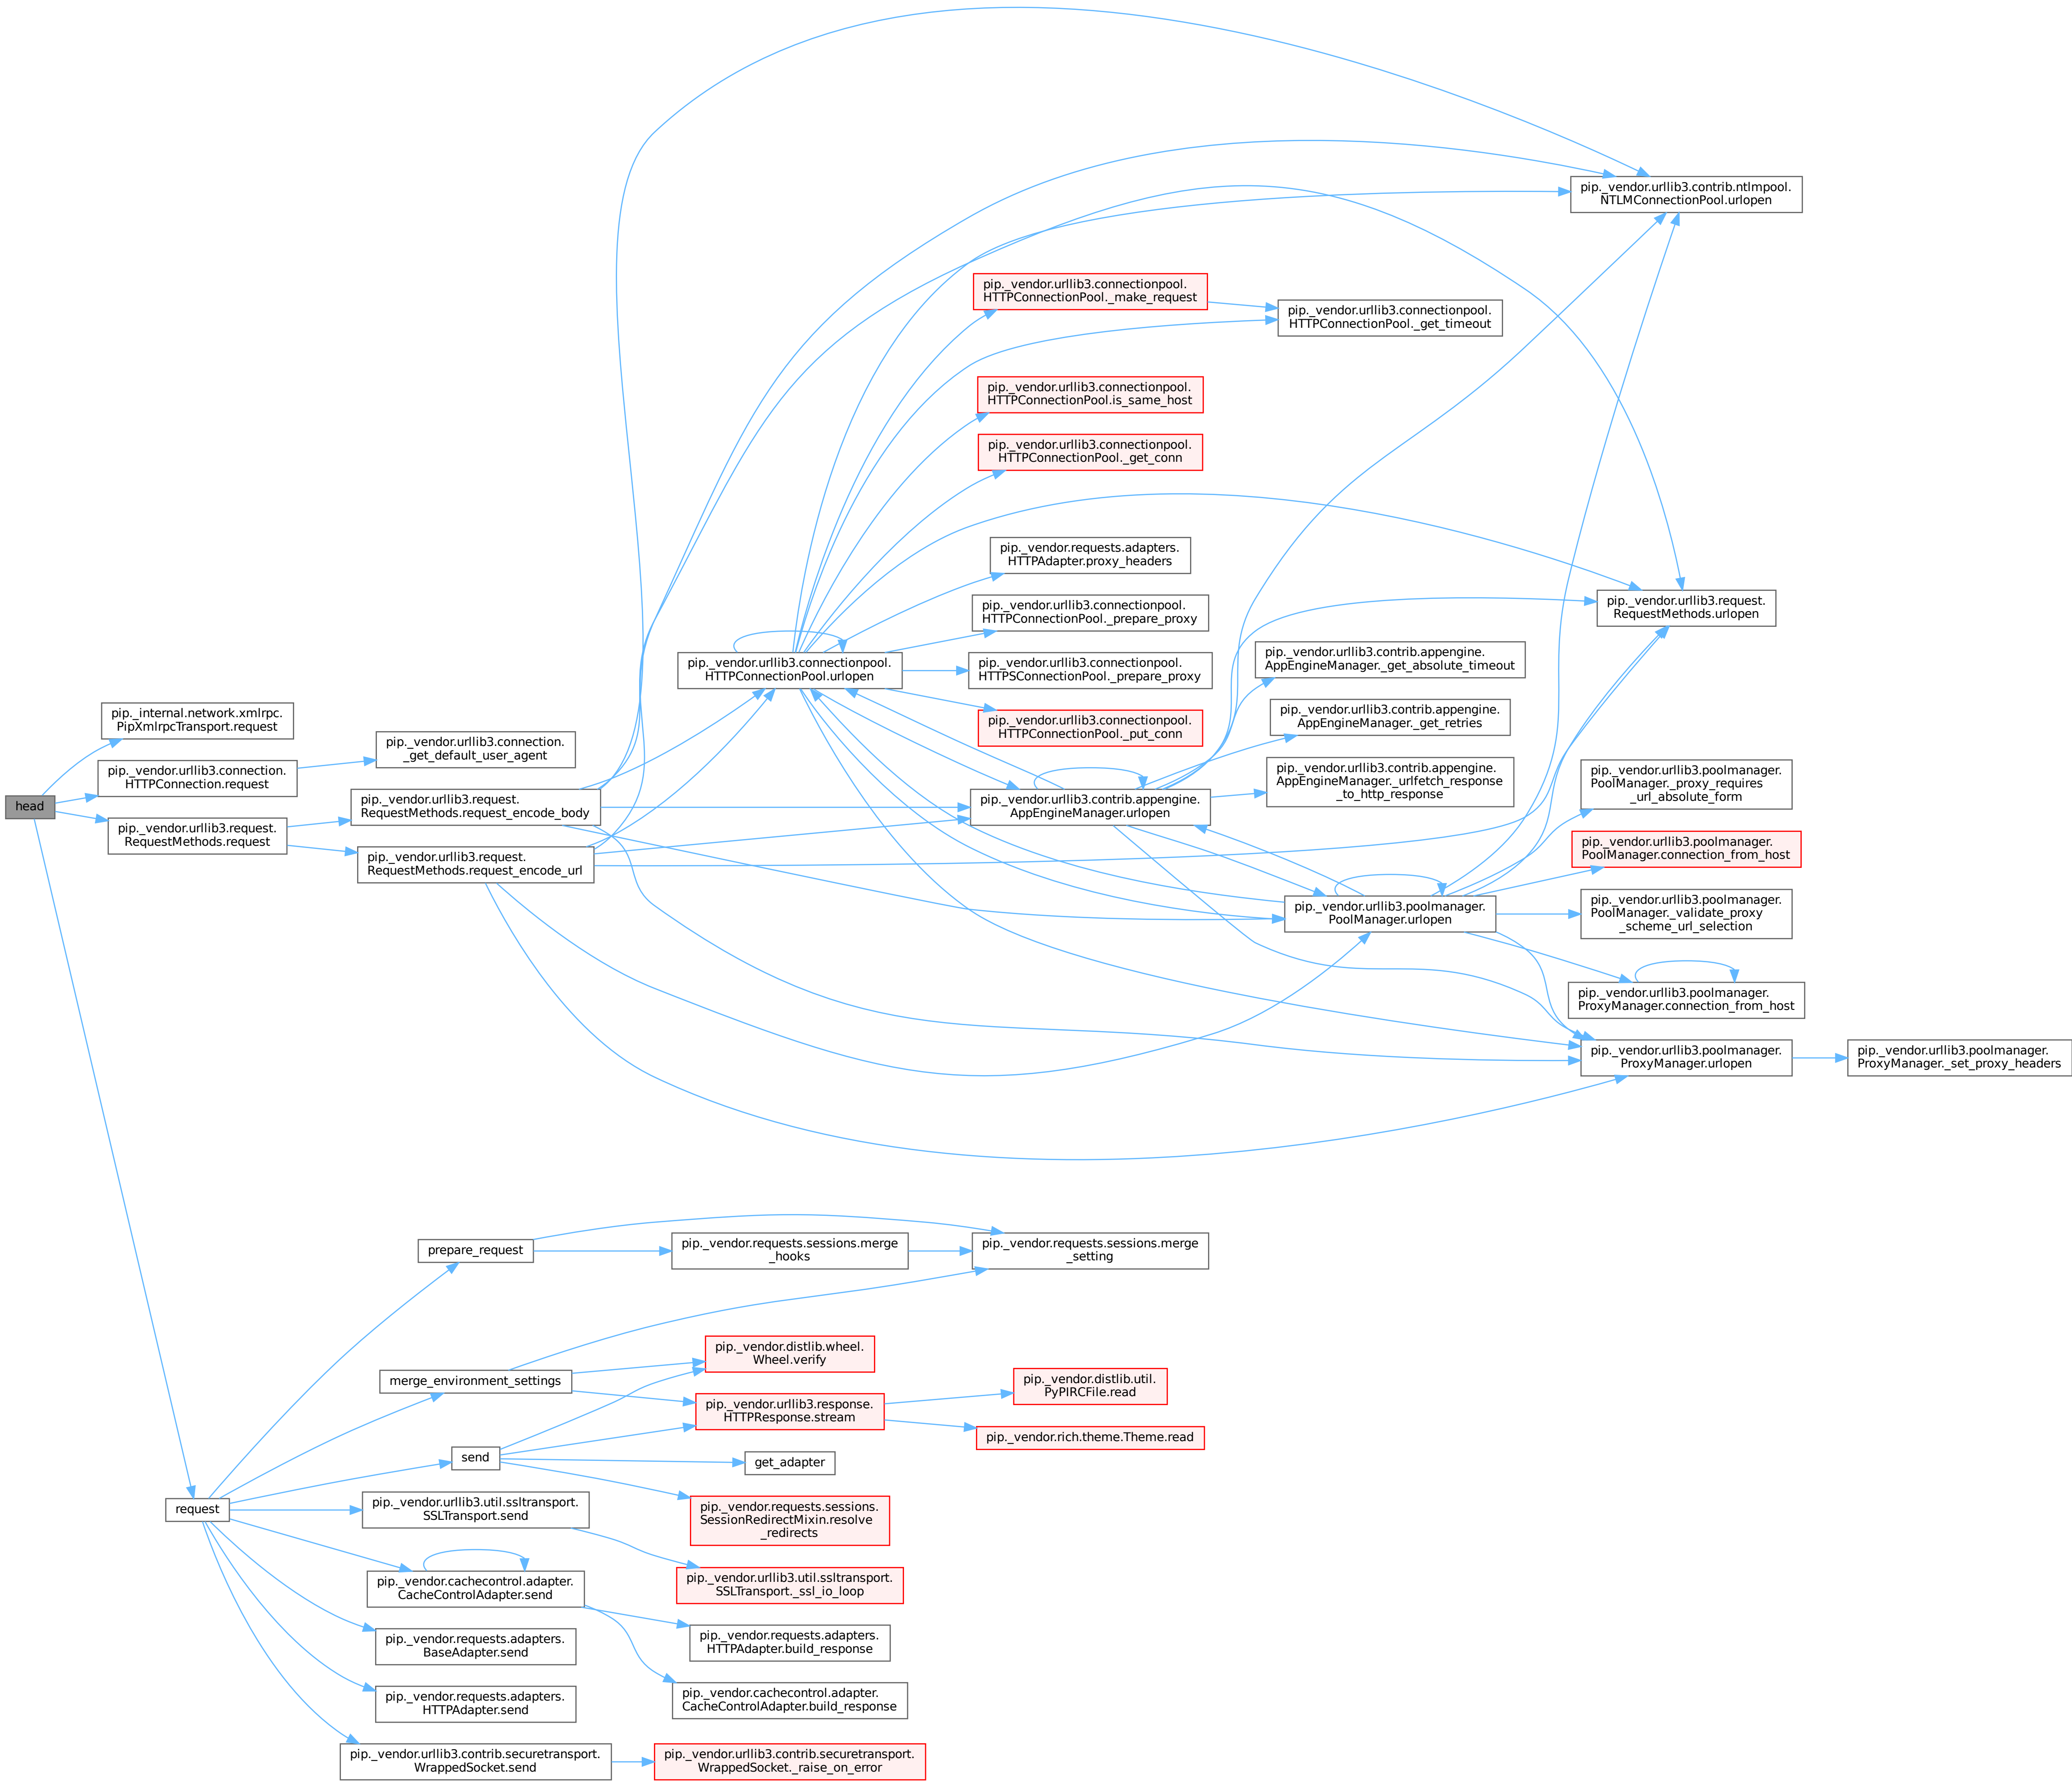 head
pip._internal.network.xmlrpc.
PipXmlrpcTransport.request
pip._vendor.urllib3.connection.
HTTPConnection.request
pip._vendor.urllib3.connection.
_get_default_user_agent
pip._vendor.urllib3.request.
RequestMethods.request
pip._vendor.urllib3.request.
RequestMethods.request_encode_body
pip._vendor.urllib3.request.
RequestMethods.request_encode_url
pip._vendor.urllib3.connectionpool.
HTTPConnectionPool.urlopen
pip._vendor.urllib3.contrib.ntlmpool.
NTLMConnectionPool.urlopen
pip._vendor.urllib3.connectionpool.
HTTPConnectionPool._make_request
pip._vendor.urllib3.connectionpool.
HTTPConnectionPool._get_timeout
pip._vendor.urllib3.connectionpool.
HTTPConnectionPool.is_same_host
pip._vendor.urllib3.connectionpool.
HTTPConnectionPool._get_conn
pip._vendor.requests.adapters.
HTTPAdapter.proxy_headers
pip._vendor.urllib3.connectionpool.
HTTPConnectionPool._prepare_proxy
pip._vendor.urllib3.connectionpool.
HTTPSConnectionPool._prepare_proxy
pip._vendor.urllib3.connectionpool.
HTTPConnectionPool._put_conn
pip._vendor.urllib3.request.
RequestMethods.urlopen
pip._vendor.urllib3.contrib.appengine.
AppEngineManager.urlopen
pip._vendor.urllib3.contrib.appengine.
AppEngineManager._get_absolute_timeout
pip._vendor.urllib3.contrib.appengine.
AppEngineManager._get_retries
pip._vendor.urllib3.contrib.appengine.
AppEngineManager._urlfetch_response
_to_http_response
pip._vendor.urllib3.poolmanager.
PoolManager.urlopen
pip._vendor.urllib3.poolmanager.
PoolManager._proxy_requires
_url_absolute_form
pip._vendor.urllib3.poolmanager.
PoolManager.connection_from_host
pip._vendor.urllib3.poolmanager.
PoolManager._validate_proxy
_scheme_url_selection
pip._vendor.urllib3.poolmanager.
ProxyManager.connection_from_host
pip._vendor.urllib3.poolmanager.
ProxyManager.urlopen
pip._vendor.urllib3.poolmanager.
ProxyManager._set_proxy_headers
request
prepare_request
pip._vendor.requests.sessions.merge
_hooks
pip._vendor.requests.sessions.merge
_setting
merge_environment_settings
pip._vendor.distlib.wheel.
Wheel.verify
pip._vendor.urllib3.response.
HTTPResponse.stream
pip._vendor.distlib.util.
PyPIRCFile.read
pip._vendor.rich.theme.Theme.read
send
get_adapter
pip._vendor.requests.sessions.
SessionRedirectMixin.resolve
_redirects
pip._vendor.urllib3.util.ssltransport.
SSLTransport.send
pip._vendor.urllib3.util.ssltransport.
SSLTransport._ssl_io_loop
pip._vendor.cachecontrol.adapter.
CacheControlAdapter.send
pip._vendor.requests.adapters.
HTTPAdapter.build_response
pip._vendor.cachecontrol.adapter.
CacheControlAdapter.build_response
pip._vendor.requests.adapters.
BaseAdapter.send
pip._vendor.requests.adapters.
HTTPAdapter.send
pip._vendor.urllib3.contrib.securetransport.
WrappedSocket.send
pip._vendor.urllib3.contrib.securetransport.
WrappedSocket._raise_on_error